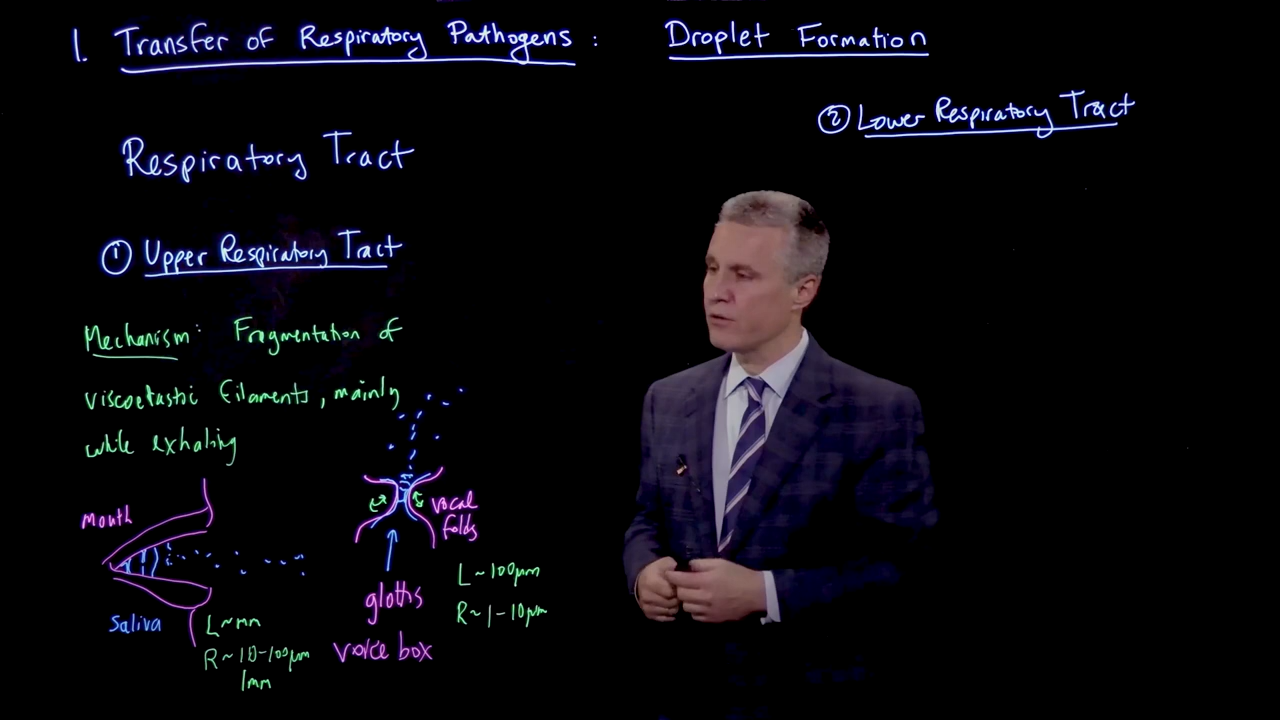 1. Transfer of Respiratory Pathogens : Droplet Formation
Respiratory Tract
① Upper Respiratory Tract
Mechanism: Fragmentation of
viscoelastic filaments, mainly
while exhaling
Mouth
Saliva
L~mm
R~10-100μm
1mm
vocal
folds
glottis
voice box
L~100μm
R~1-10μm
② Lower Respiratory Tract